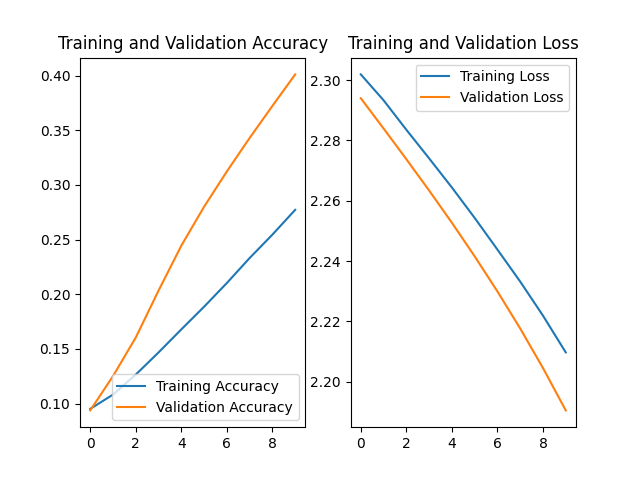 Training and Validation Accuracy
0.40
0.35
0.30
0.25
0.20
0.15
0.10
0 2 4 6 8
Training Accuracy
Validation Accuracy
Training and Validation Loss
2.30
2.28
2.26
2.24
2.22
2.20
0 2 4 6 8
Training Loss
Validation Loss